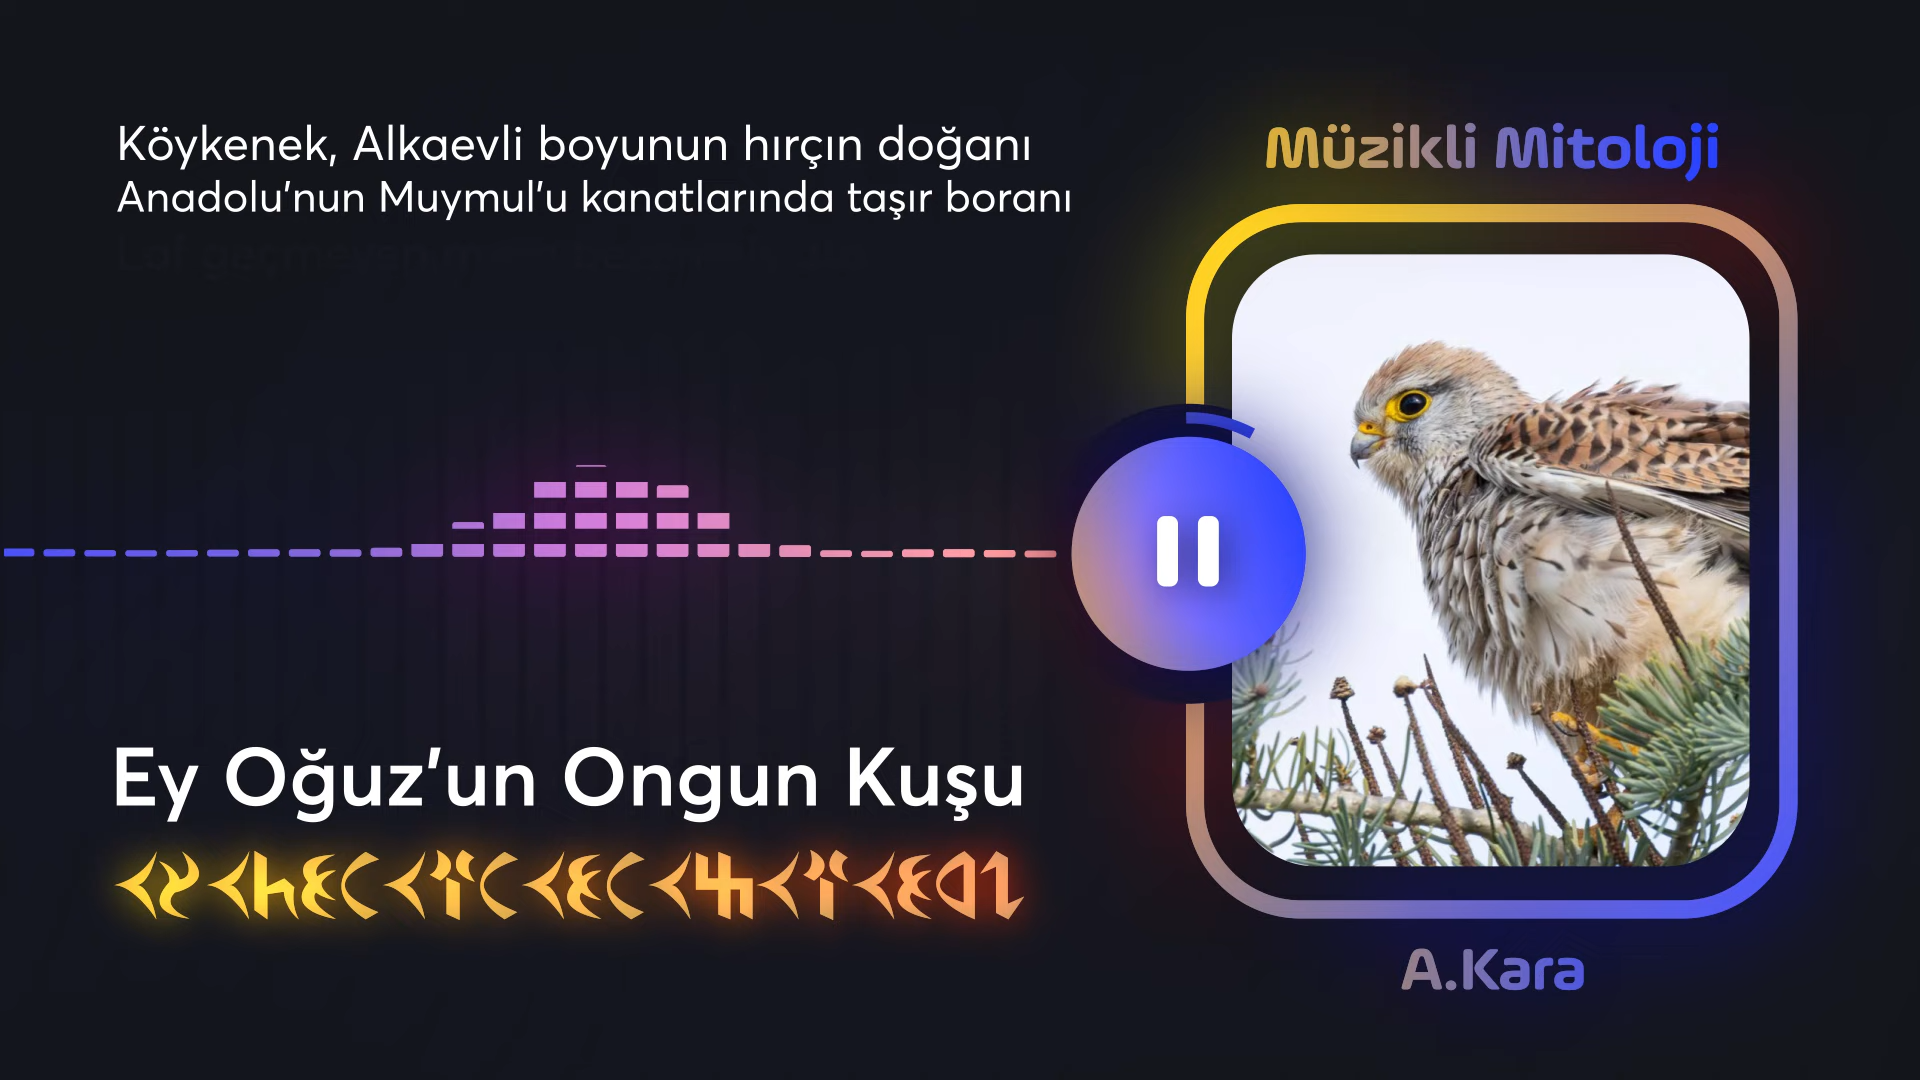 Köykenek, Alkaevli boyunun hırçın doğanı
Anadolu'nun Muymul'u kanatlarında taşır boranı
Müzikli Mitoloji
Ey Oğuz'un Ongun Kuşu
A.Kara